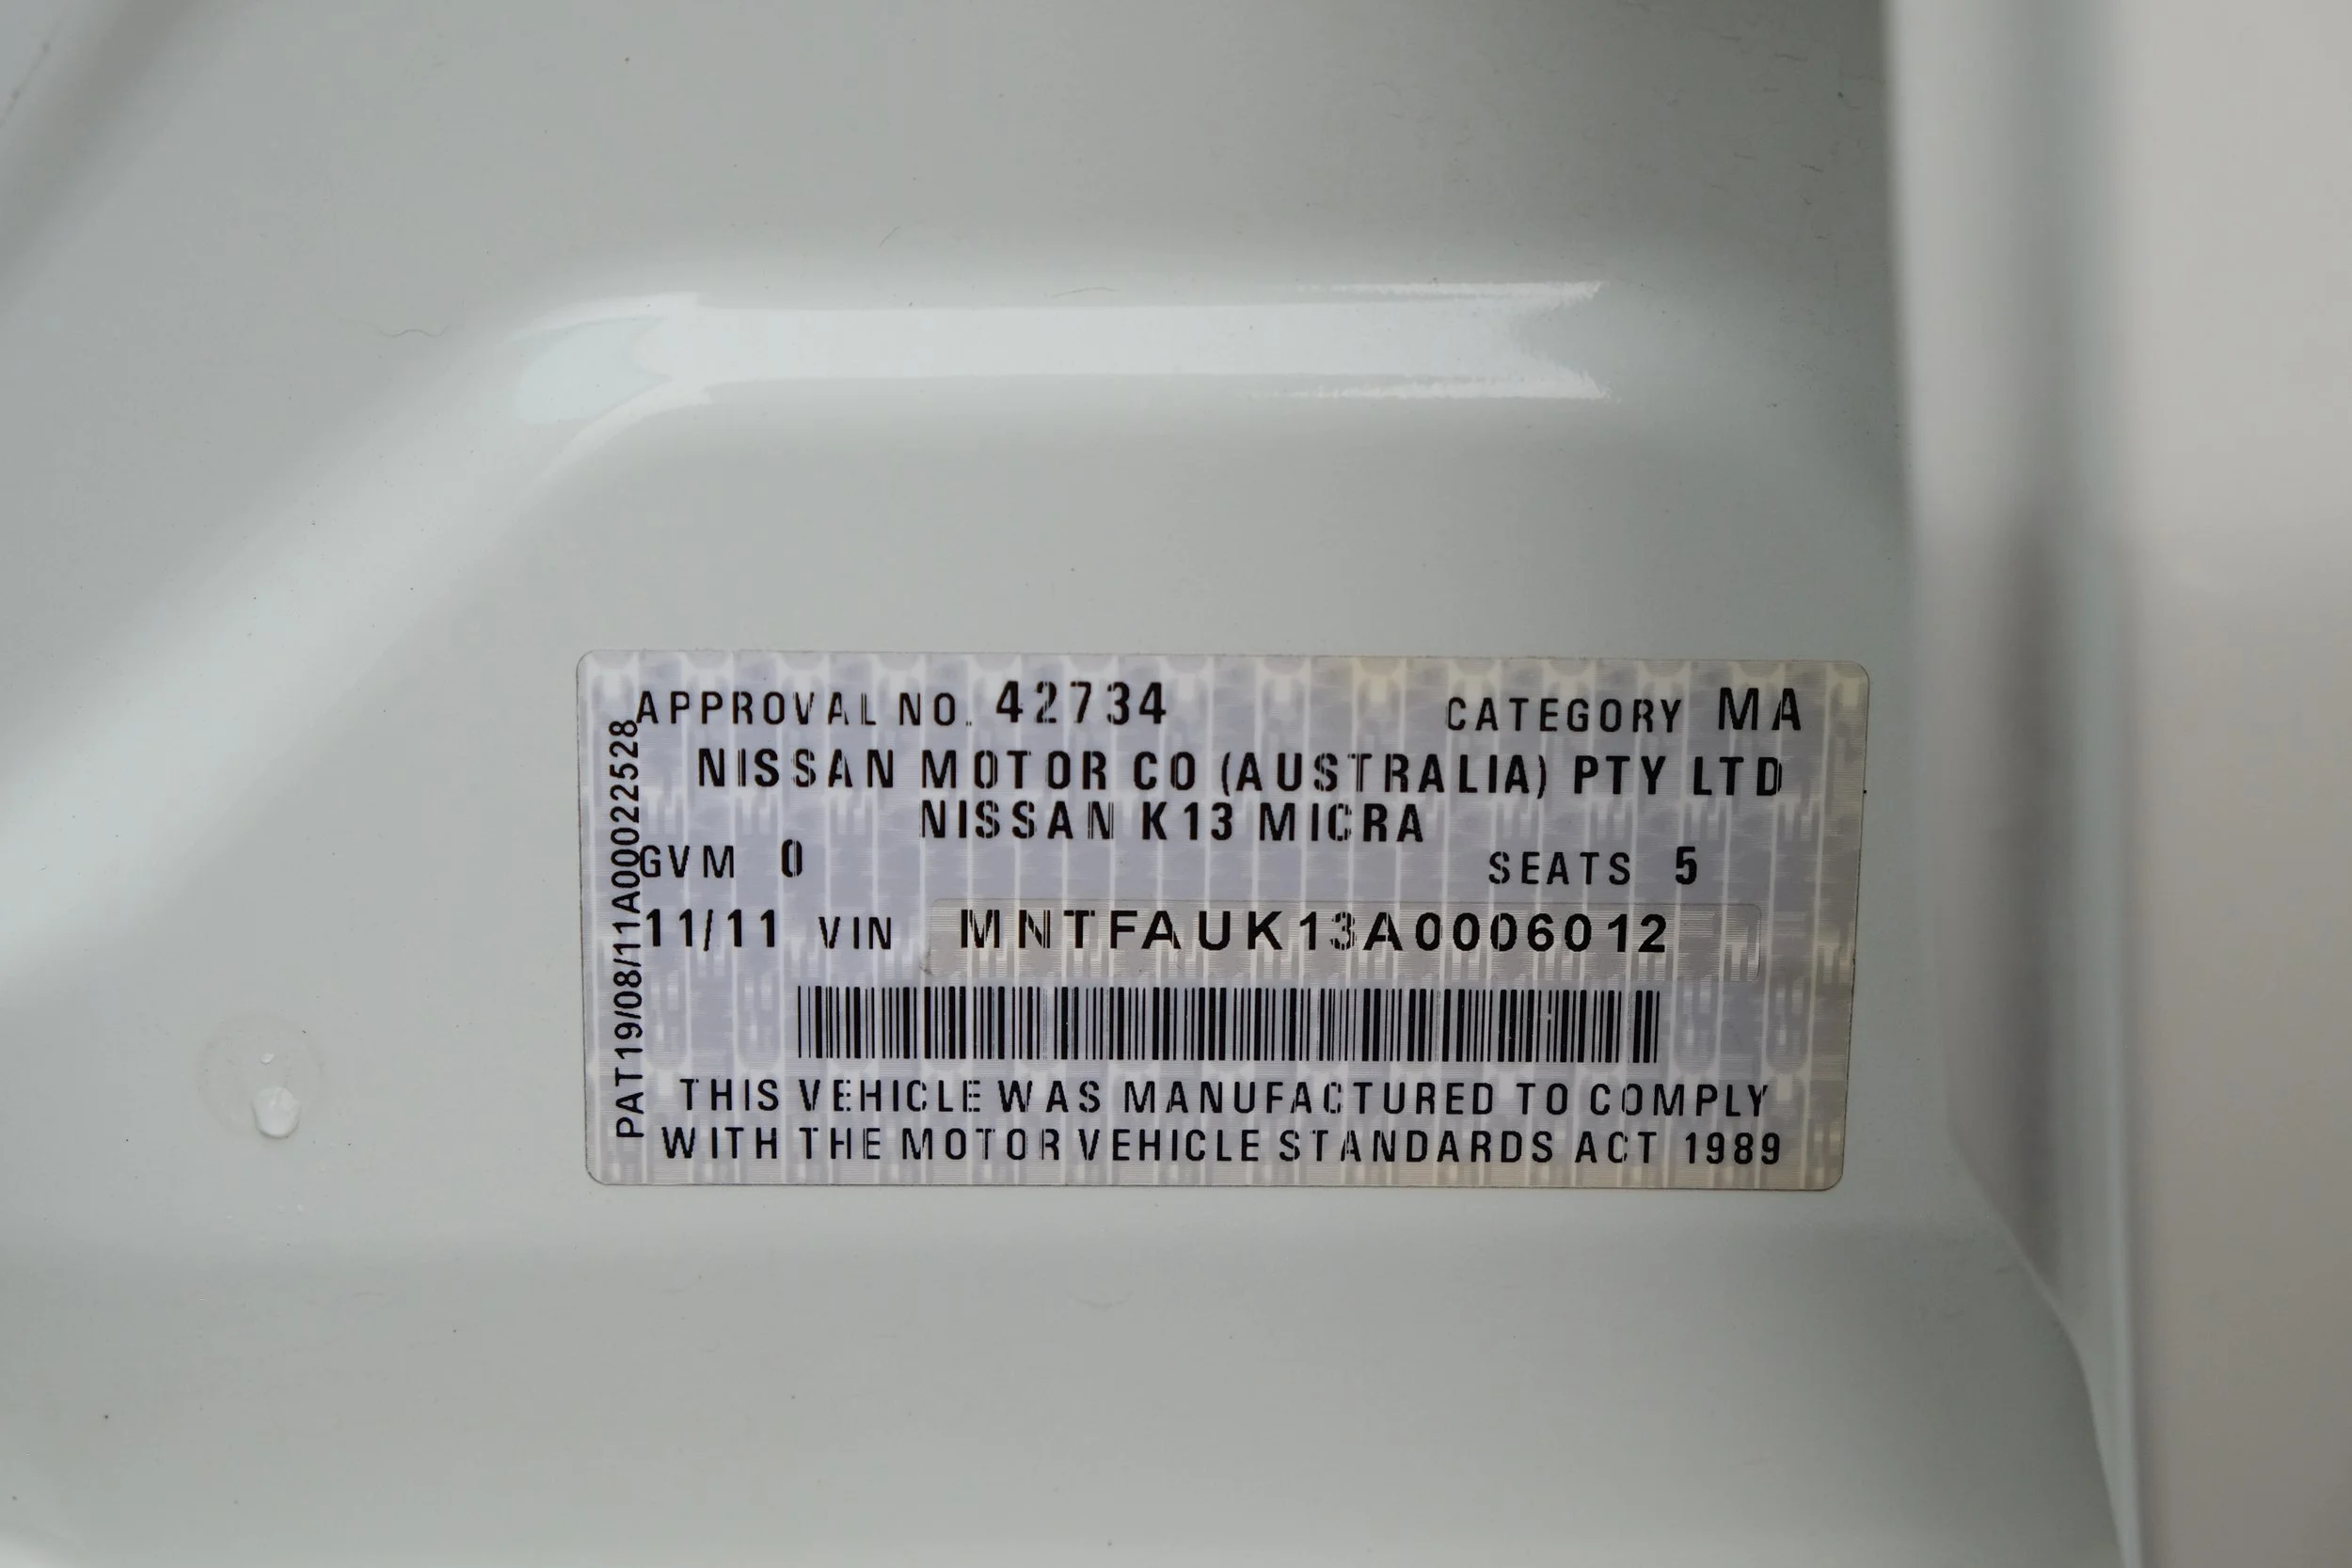 APPROVAL NO. 42734 CATEGORY MA
NISSAN MOTOR CO (AUSTRALIA) PTY LTD
NISSAN K13 MICRA
GVM 0 SEATS 5
11/11 VIN MNTFAUK13A0006012
THIS VEHICLE WAS MANUFACTURED TO COMPLY
WITH THE MOTOR VEHICLE STANDARDS ACT 1989
PAT19/08/11A00022528